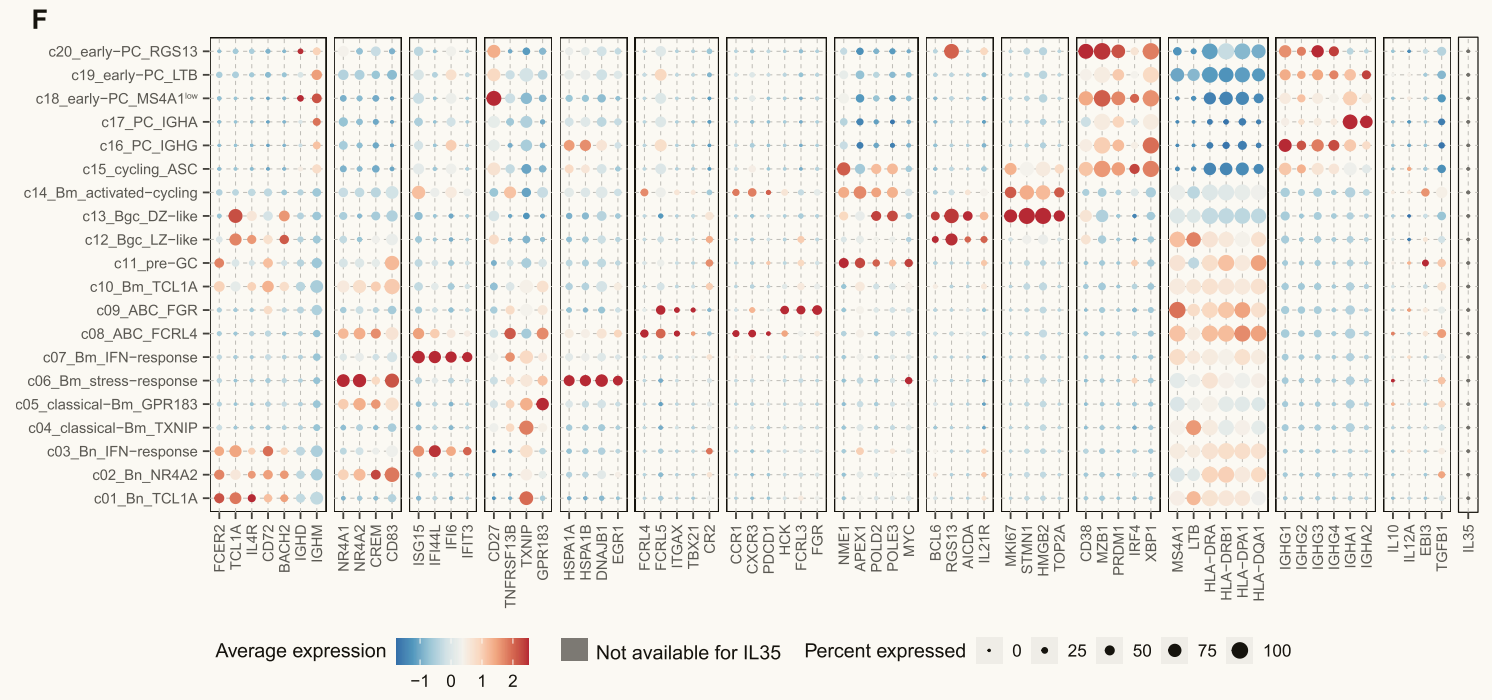 F
c20_early−PC_RGS13
c19_early−PC_LTB
c18_early−PC_MS4A1low
c17_PC_IGHA
c16_PC_IGHG
c15_cycling_ASC
c14_Bm_activated−cycling
c13_Bgc_DZ−like
c12_Bgc_LZ−like
c11_pre−GC
c10_Bm_TCL1A
c09_ABC_FGR
c08_ABC_FCRL4
c07_Bm_IFN−response
c06_Bm_stress−response
c05_classical−Bm_GPR183
c04_classical−Bm_TXNIP
c03_Bn_IFN−response
c02_Bn_NR4A2
c01_Bn_TCL1A
FCER2
TCL1A
IL4R
CD72
BACH2
IGHD
IGHM
NR4A1
NR4A2
CREM
CD83
ISG15
IFI44L
IFI6
IFIT3
CD27
TNFRSF13B
TXNIP
GPR183
HSPA1A
HSPA1B
DNAJB1
EGR1
FCRL4
FCRL5
ITGAX
TBX21
CR2
CCR1
CXCR3
PDCD1
HCK
FCRL3
FGR
NME1
APEX1
POLD2
POLE3
MYC
BCL6
RGS13
AICDA
IL21R
MKI67
STMN1
HMGB2
TOP2A
CD38
MZB1
PRDM1
IRF4
XBP1
MS4A1
LTB
HLA−DRA
HLA−DRB1
HLA−DPA1
HLA−DQA1
IGHG1
IGHG2
IGHG3
IGHG4
IGHA1
IGHA2
IL10
IL12A
EBI3
TGFB1
IL35
Average expression
−1 0 1 2
Not available for IL35
Percent expressed
0 25 50 75 100